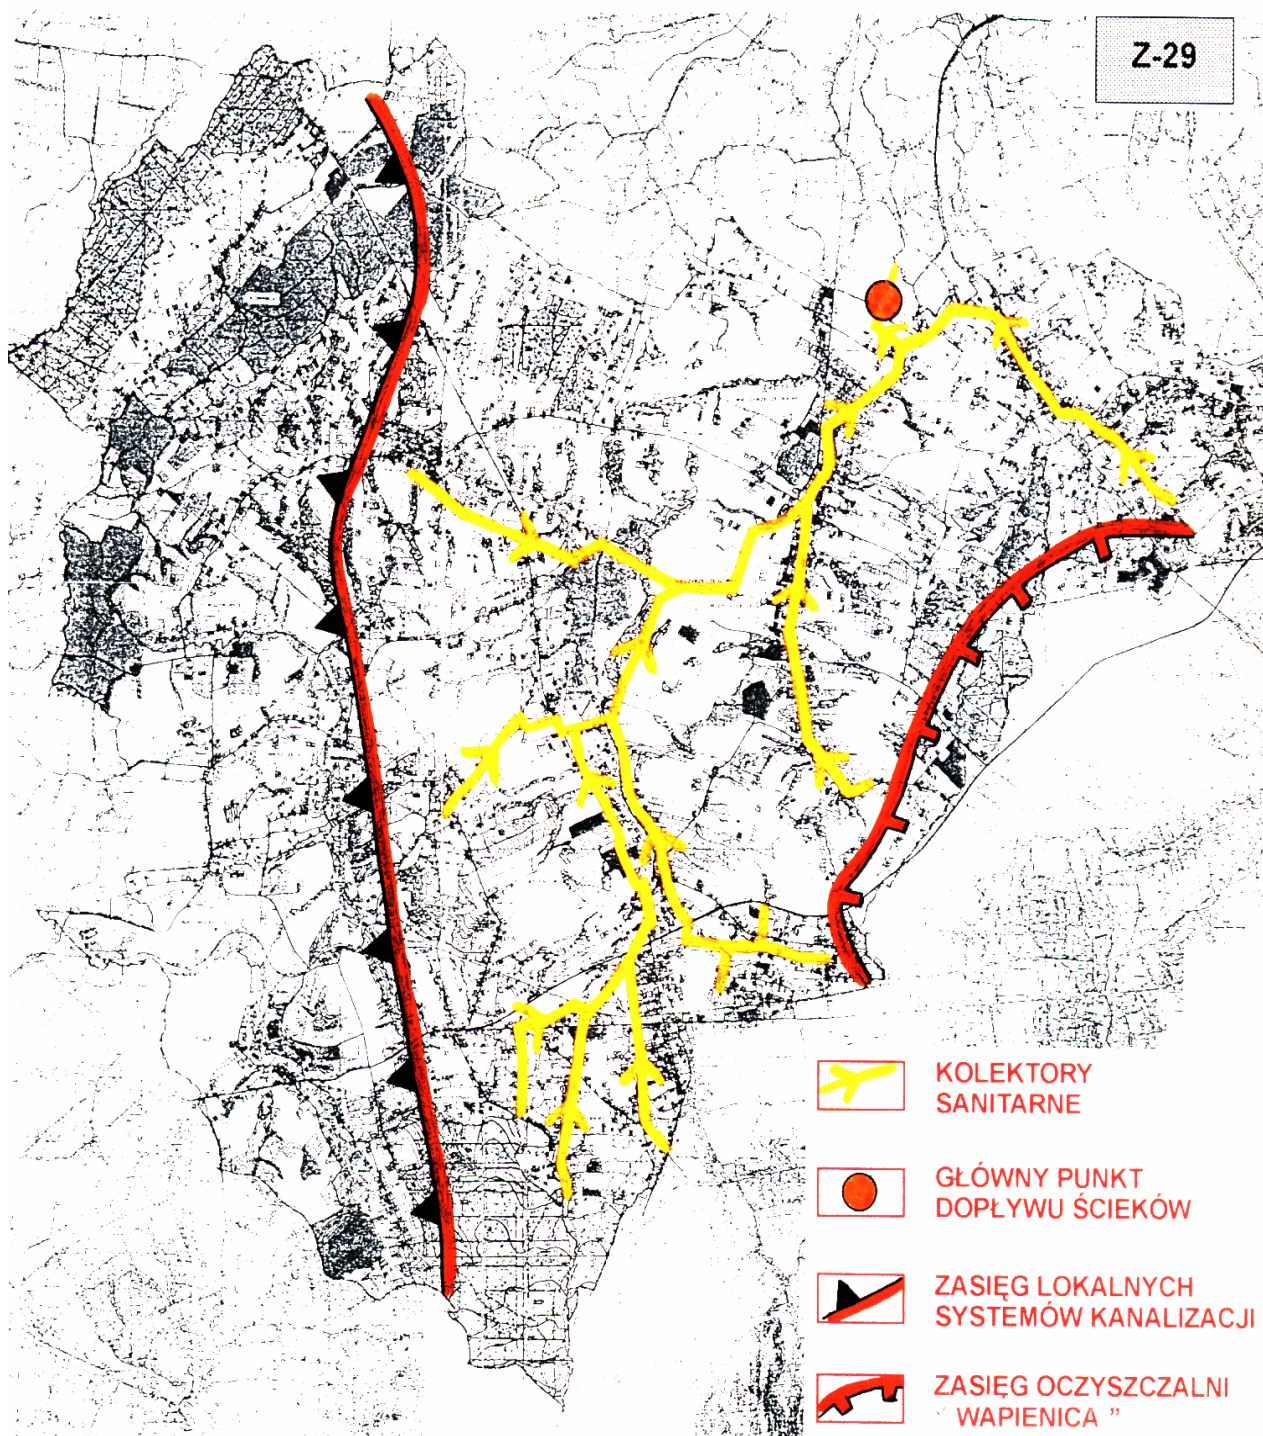 Z-29
KOLEKTORY
SANITARNE
GŁÓWNY PUNKT
DOPŁYWU ŚCIEKÓW
ZASIĘG LOKALNYCH
SYSTEMÓW KANALIZACJI
ZASIĘG OCZYSZCZALNI
“ WAPIENICA ”